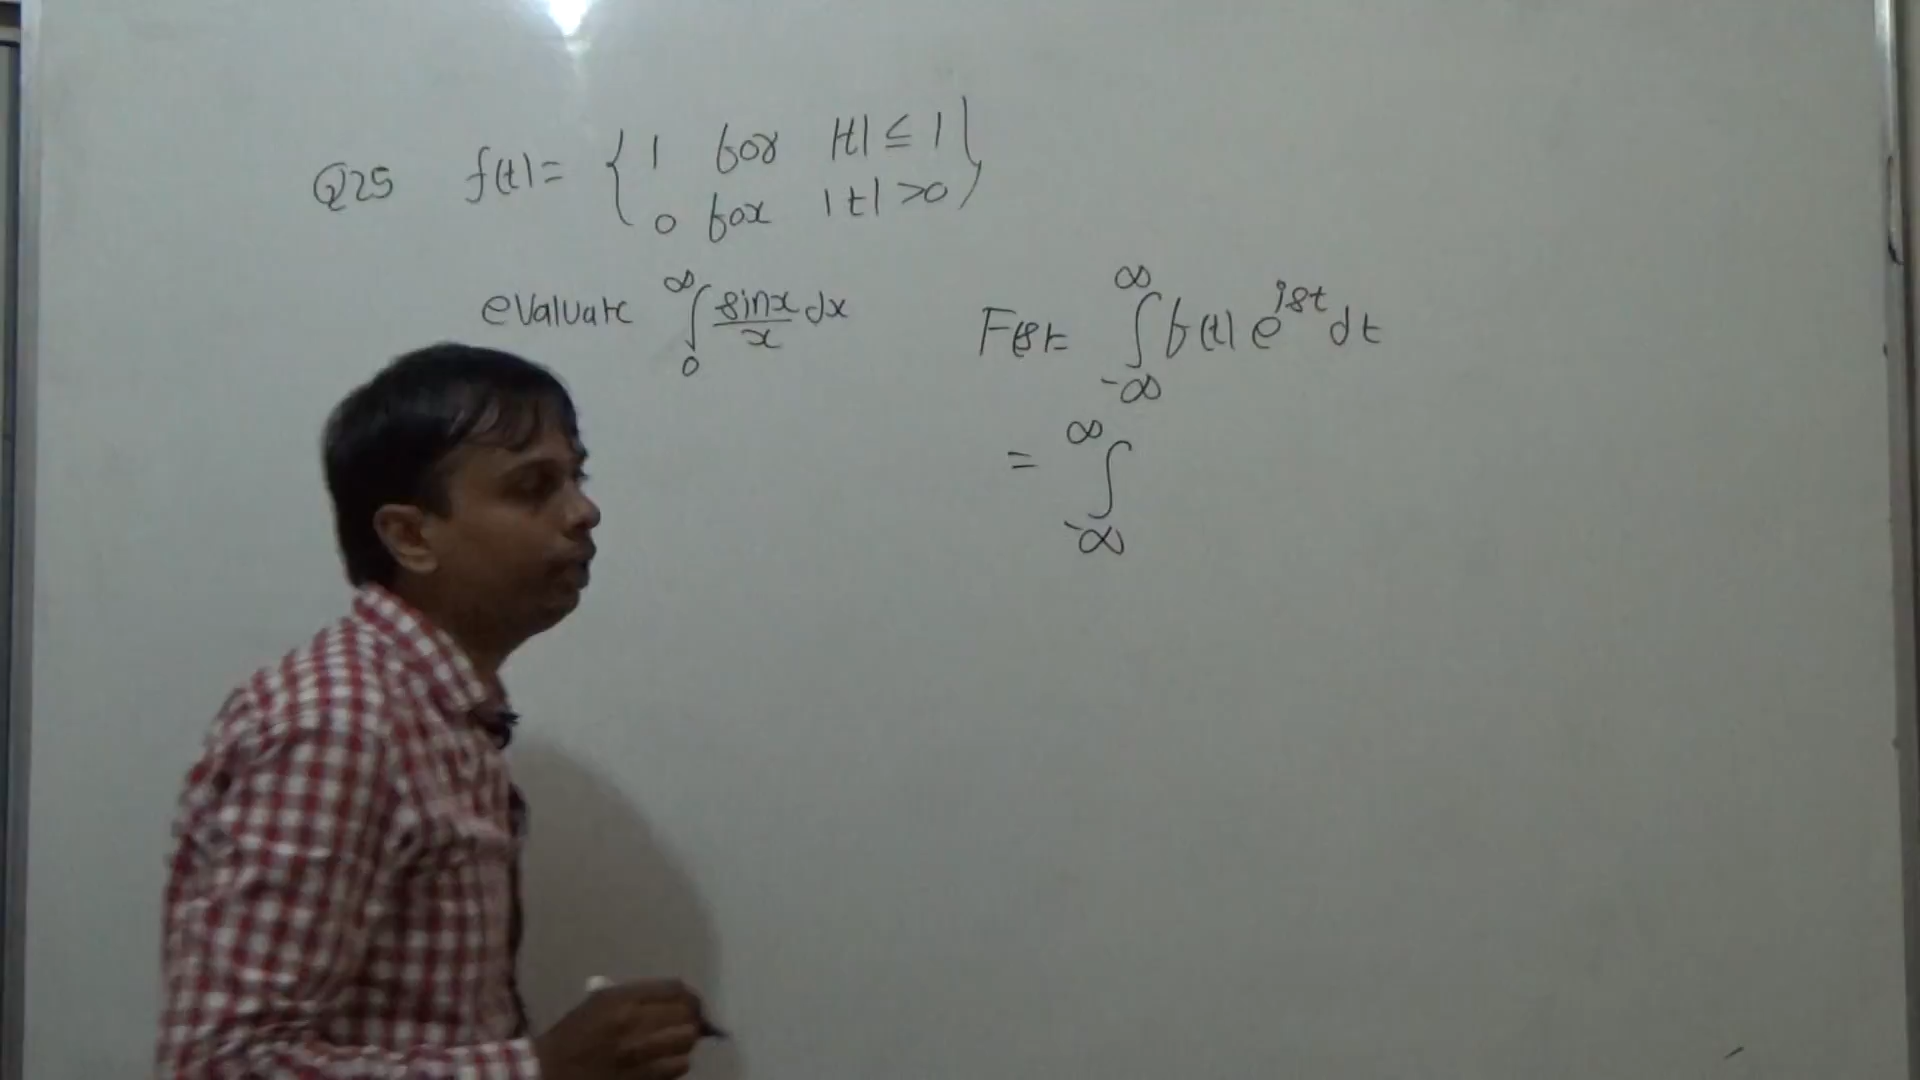 Q25 f(t)= { 1 for |t| ≤ 1
0 for |t| >0 }
evaluate ∞∫0 sinx/x dx
F(s)= ∞∫-∞ f(t) e^ist dt
= ∞∫-∞